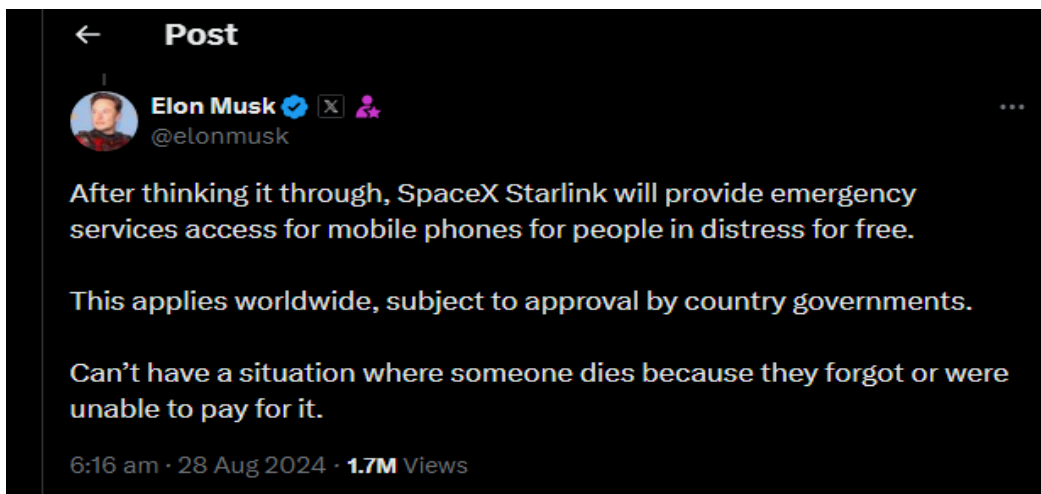 Post
Elon Musk
@elonmusk
After thinking it through, SpaceX Starlink will provide emergency
services access for mobile phones for people in distress for free.
This applies worldwide, subject to approval by country governments.
Can’t have a situation where someone dies because they forgot or were
unable to pay for it.
6:16 am · 28 Aug 2024 · 1.7M Views